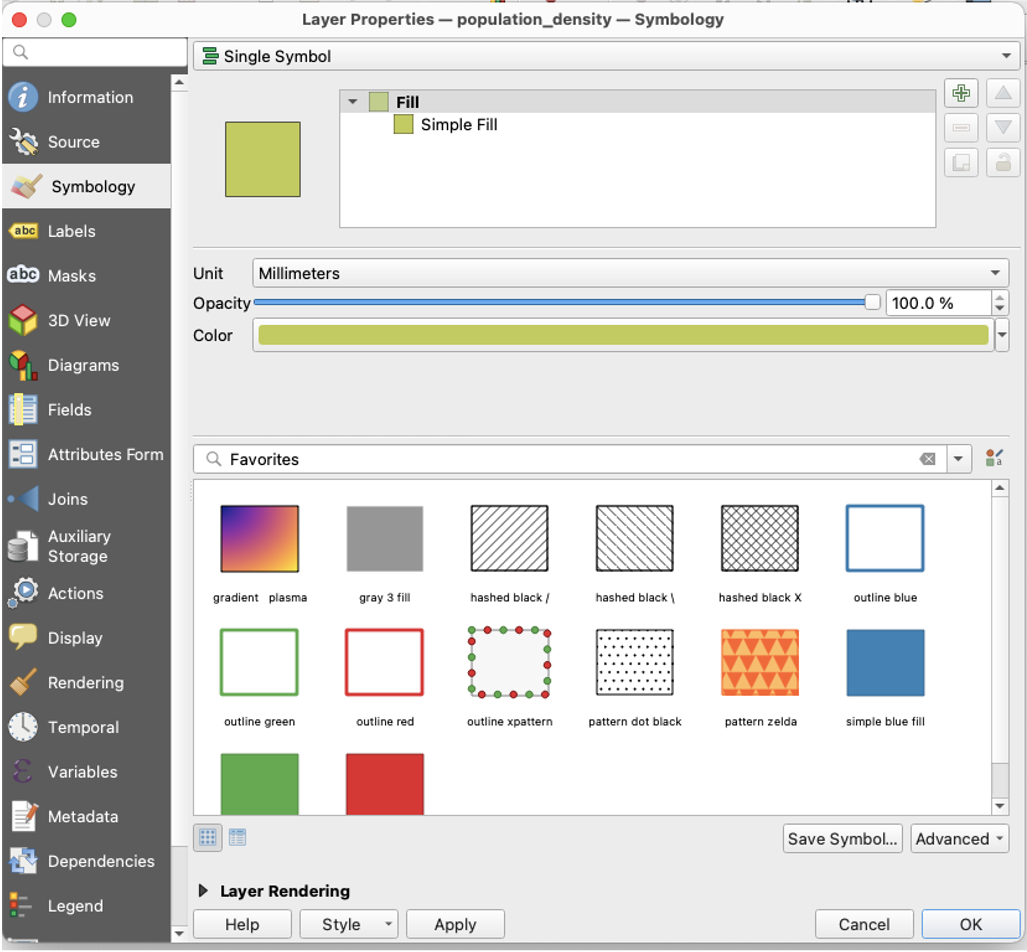 Layer Properties — population_density — Symbology
Single Symbol
Information
Source
Symbology
abc Labels
abc Masks
3D View
Diagrams
Fields
Attributes Form
Joins
Auxiliary
Storage
Actions
Display
Rendering
Temporal
Variables
Metadata
Dependencies
Legend
Fill
Simple Fill
Unit Millimeters
Opacity 100.0 %
Color
Favorites
gradient plasma gray 3 fill hashed black / hashed black \ hashed black X outline blue
outline green outline red outline xpattern pattern dot black pattern zelda simple blue fill
Save Symbol... Advanced
Layer Rendering
Help Style Apply Cancel OK